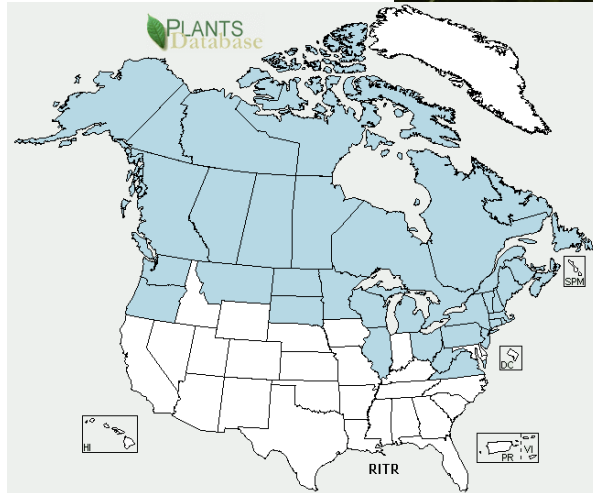 PLANTS
Database
SPM
DC
HI
PR
VI
RITR